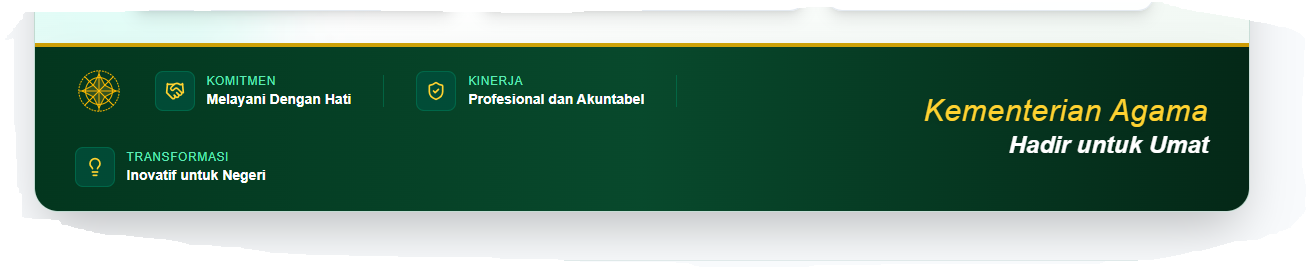 KOMITMEN
Melayani Dengan Hati
KINERJA
Profesional dan Akuntabel
TRANSFORMASI
Inovatif untuk Negeri
Kementerian Agama
Hadir untuk Umat